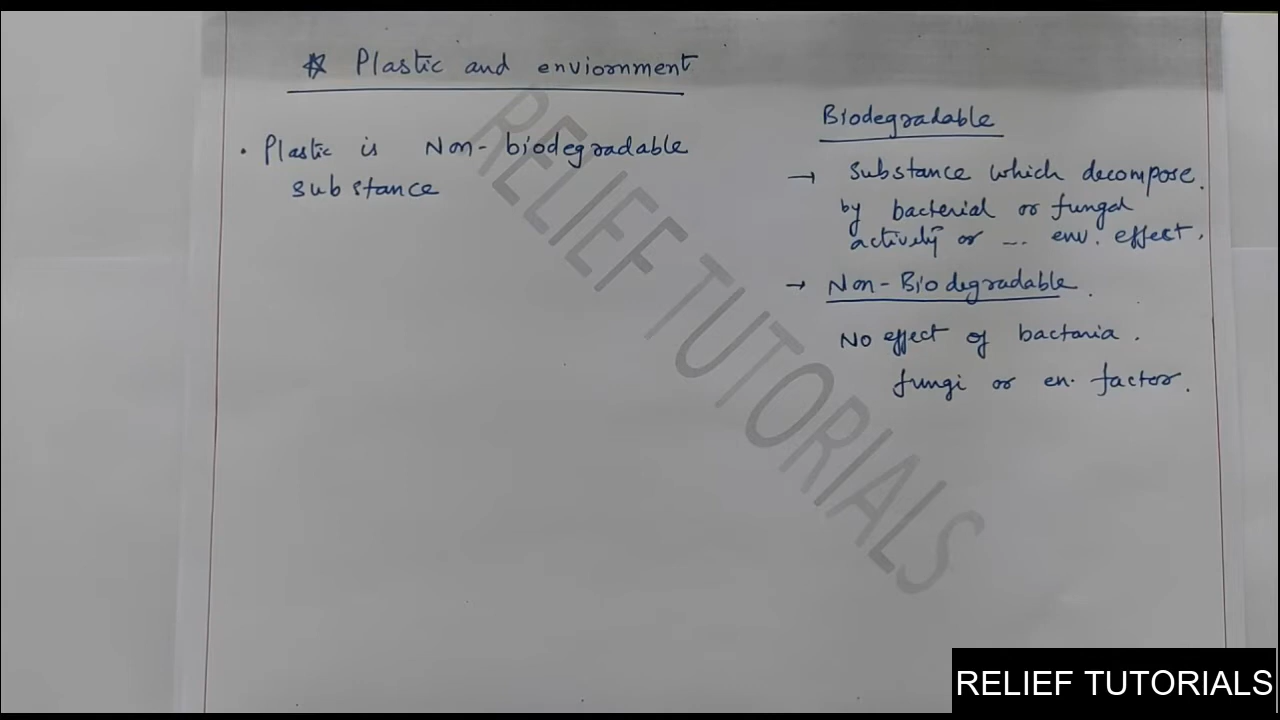 ☆ Plastic and enviornment
• Plastic is Non-biodegradable
substance
Biodegradable
→ substance which decompose.
by bacterial or fungal
activity or ... env. effect.
→ Non-Biodegradable.
No effect of bactaria.
fungi or en. factor.
RELIEF TUTORIALS
RELIEF TUTORIALS